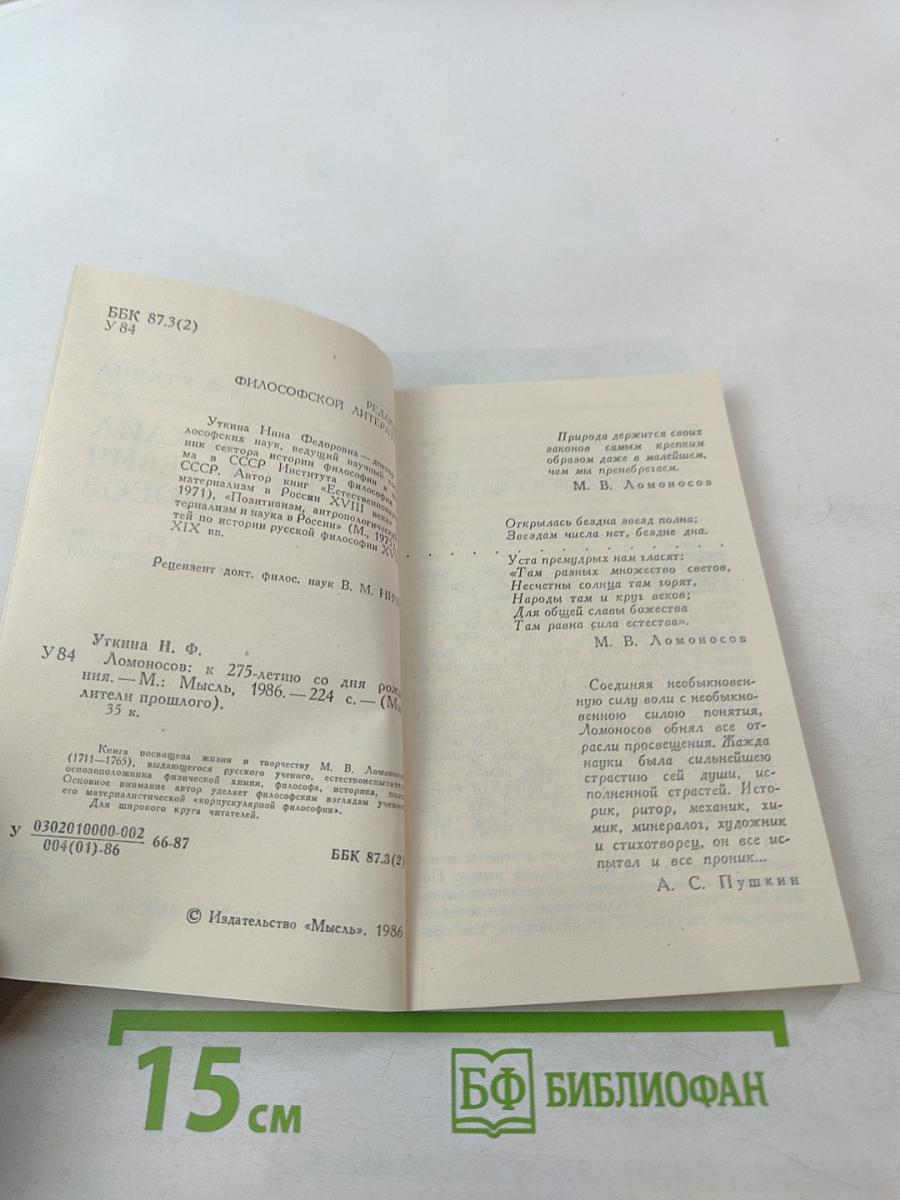 ББК 87.3(2)
У 84
ФИЛОСОФСКОЙ
Уткина Нина Федоровна — доктор
лософских наук, ведущий научный
ник сектора истории философии и
ма в СССР Института философии
СССР. Автор книг
материализм в России XVIII века»
1971), «Позитивизм,
териализм и наука в России» (М., 1975),
тей по истории русской философии
XIX вв.
Рецензент докт. филос. наук В. М.
Уткина Н. Ф.
У 84 Ломоносов: к 275-летию со дня рож
ния. — М.: Мысль, 1986. — 224 с. — (М
лители прошлого).
35 к.
Книга посвящена жизни и творчеству М. В. Ломоносов
(1711—1765), выдающегося русского ученого, естествоиспытате
основоположника физической химии, философа, историка,
Основное внимание автор уделяет философским взглядам учен
его материалистической «корпускулярной философии».
Для широкого круга читателей.
У 0302010000-002
004(01)-86 66-87
ББК 87.3(2)
© Издательство «Мысль». 1986
Природа держится своих
законов самым крепким
образом даже в малейшем,
чем мы пренебрегаем.
М. В. Ломоносов
Открылась бездна звезд полна;
Звездам числа нет, бездне дна.
. . . . . . . . . . . . . . . .
Уста премудрых нам гласят:
«Там разных множество светов,
Несчетны солнца там горят,
Народы там и круг веков;
Для общей славы божества
Там равна сила естества».
М. В. Ломоносов
Соединяя необыкновен-
ную силу воли с необыкно-
венною силою понятия,
Ломоносов обнял все от-
расли просвещения. Жажда
науки была сильнейшею
страстию сей души, ис-
полненной страстей. Исто-
рик, ритор, механик, хи-
мик, минералог, художник
и стихотворец, он все ис-
пытал и все проник...
А. С. Пушкин
15 см
БФ БИБЛИОФАН